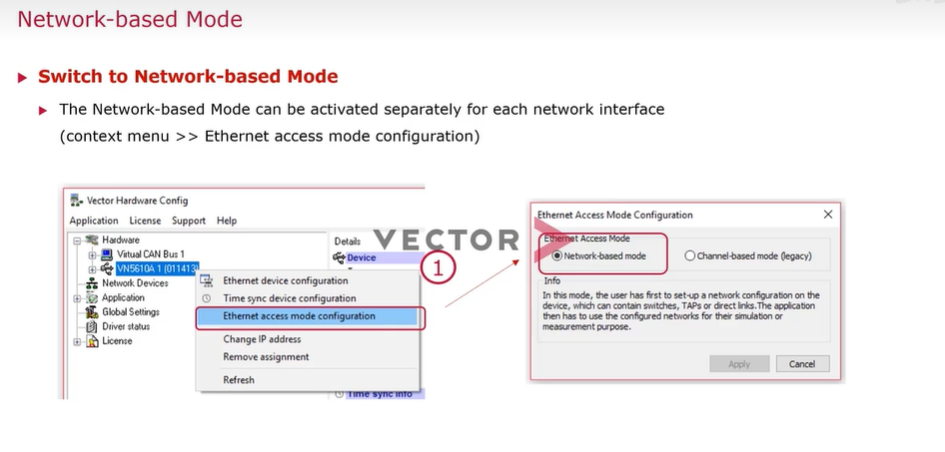 Network-based Mode
Switch to Network-based Mode
The Network-based Mode can be activated separately for each network interface
(context menu >> Ethernet access mode configuration)
Vector Hardware Config
Application License Support Help
Hardware
Virtual CAN Bus 1
VN5610A 1 (011413)
Network Devices
Application
Global Settings
Driver status
License
Details
Device
Ethernet device configuration
Time sync device configuration
Ethernet access mode configuration
Change IP address
Remove assignment
Refresh
Time sync info
VECTOR
1
Ethernet Access Mode Configuration
Ethernet Access Mode
Network-based mode
Channel-based mode (legacy)
Info
In this mode, the user has first to set-up a network configuration on the
device, which can contain switches, TAPs or direct links.The application
then has to use the configured networks for their simulation or
measurement purpose.
Apply
Cancel